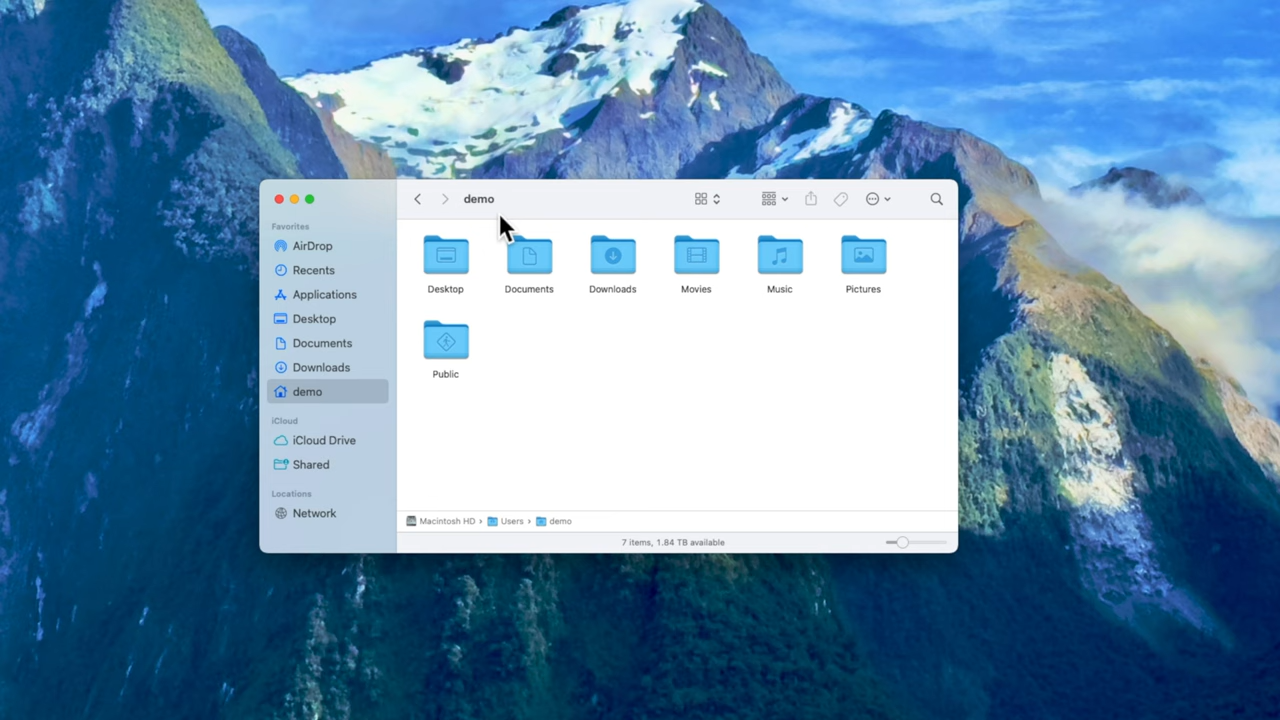 demo
Favorites
AirDrop
Recents
Applications
Desktop
Documents
Downloads
demo
iCloud
iCloud Drive
Shared
Locations
Network
Desktop Documents Downloads Movies Music Pictures
Public
Macintosh HD › Users › demo
7 items, 1.84 TB available